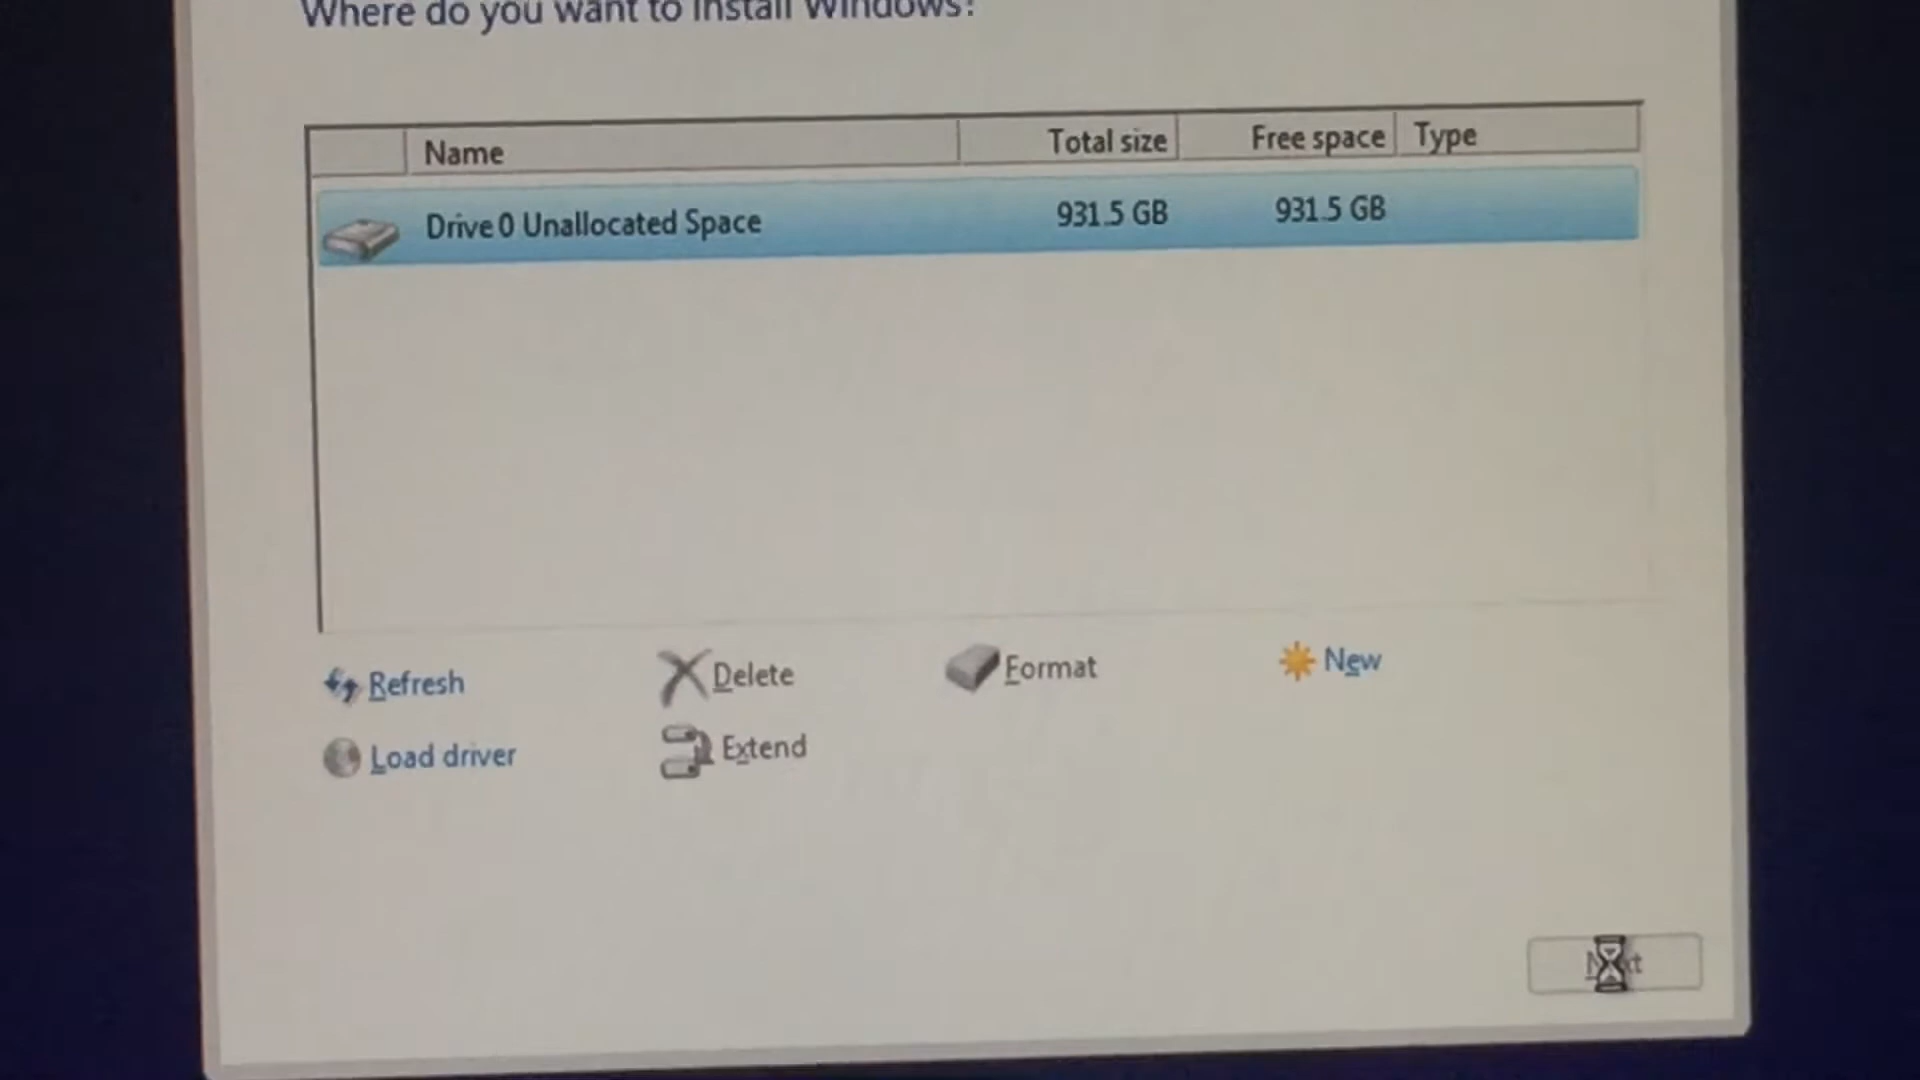 Where do you want to install Windows?
Name Total size Free space Type
Drive 0 Unallocated Space 931.5 GB 931.5 GB
Refresh Delete Format New
Load driver Extend
Next